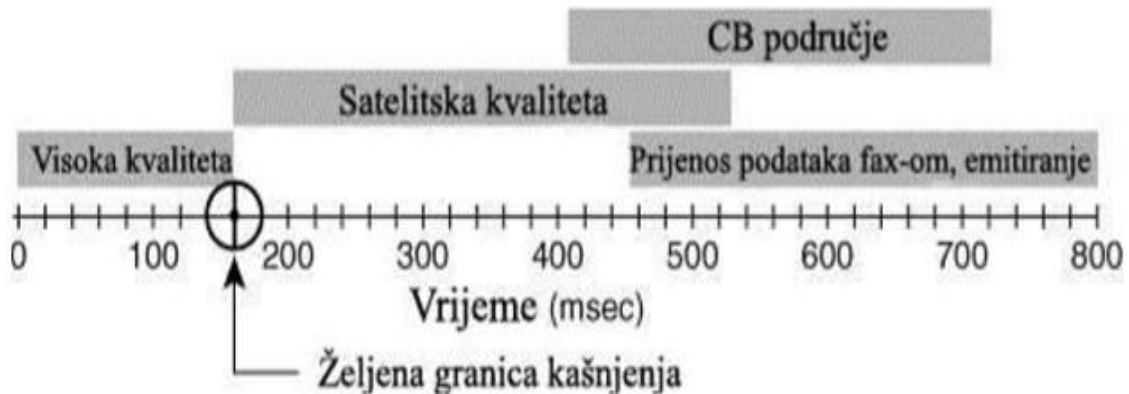 CB područje
Satelitska kvaliteta
Visoka kvaliteta
Prijenos podataka fax-om, emitiranje
0 100 200 300 400 500 600 700 800
Vrijeme (msec)
Željena granica kašnjenja